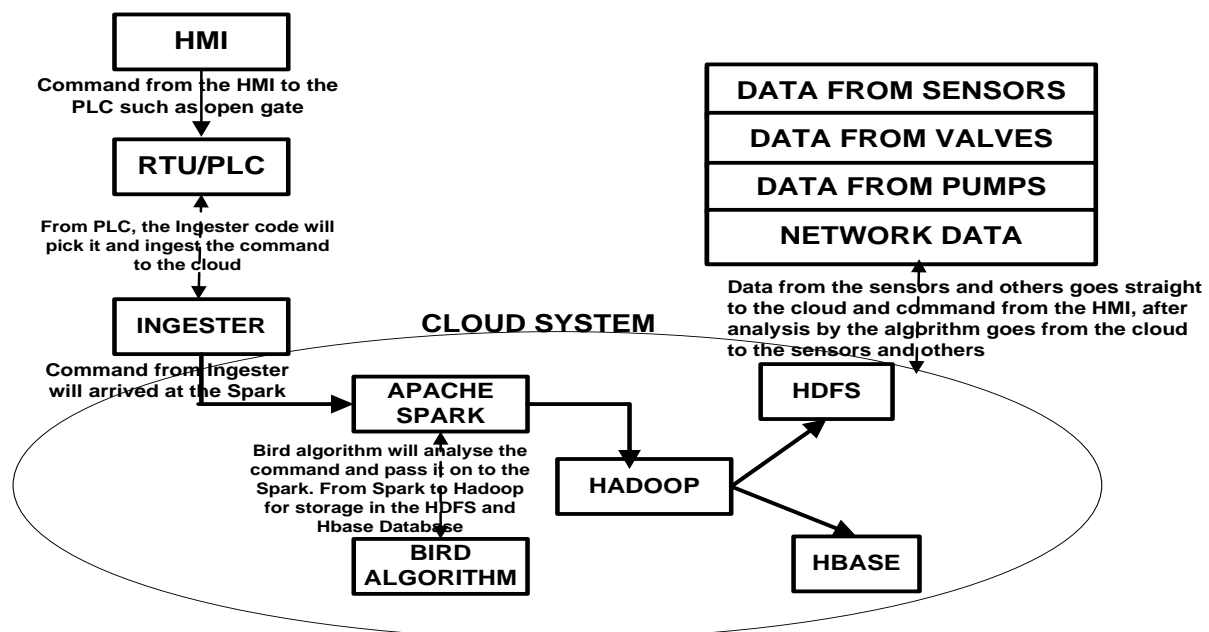 HMI
Command from the HMI to the
PLC such as open gate
RTU/PLC
From PLC, the Ingester code will
pick it and ingest the command
to the cloud
INGESTER
Command from Ingester
will arrived at the Spark
DATA FROM SENSORS
DATA FROM VALVES
DATA FROM PUMPS
NETWORK DATA
Data from the sensors and others goes straight
to the cloud and command from the HMI, after
analysis by the algorithm goes from the cloud
to the sensors and others
CLOUD SYSTEM
APACHE
SPARK
Bird algorithm will analyse the
command and pass it on to the
Spark. From Spark to Hadoop
for storage in the HDFS and
Hbase Database
BIRD
ALGORITHM
HADOOP
HDFS
HBASE